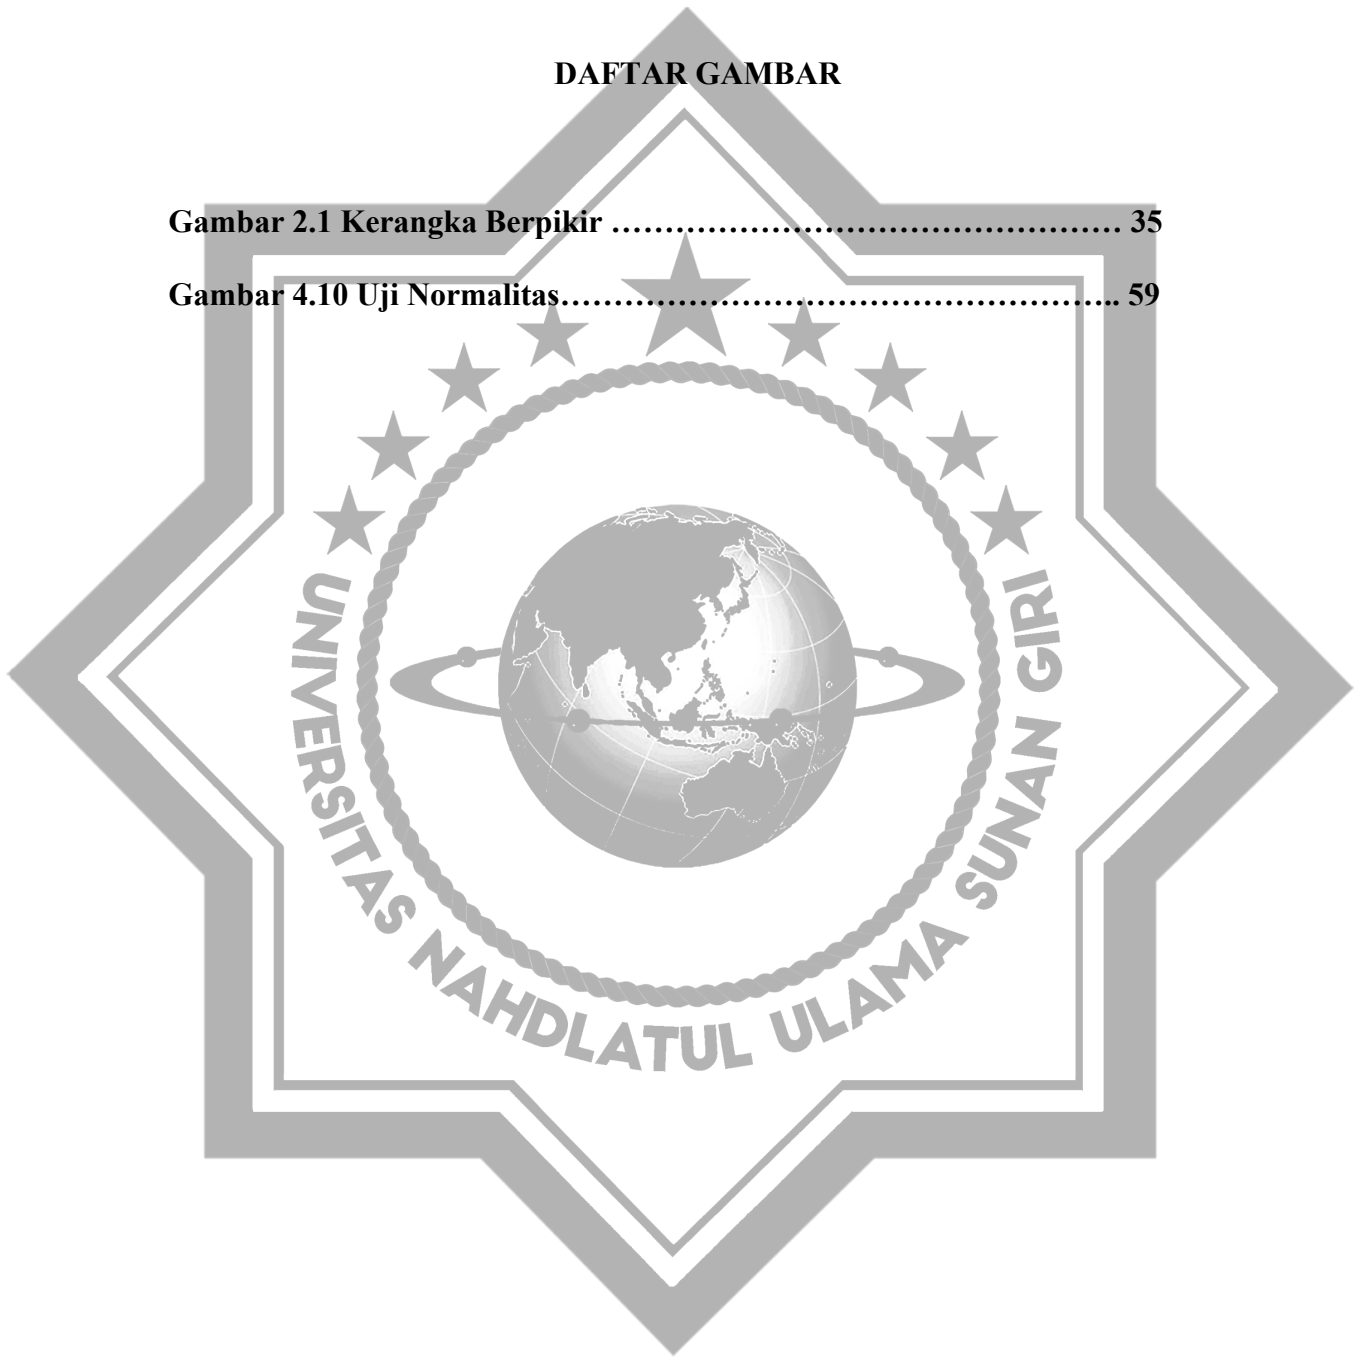 DAFTAR GAMBAR
Gambar 2.1 Kerangka Berpikir ………………………………………… 35
Gambar 4.10 Uji Normalitas…………………………………………….. 59
UNIVERSITAS NAHDLATUL ULAMA SUNAN GIRI